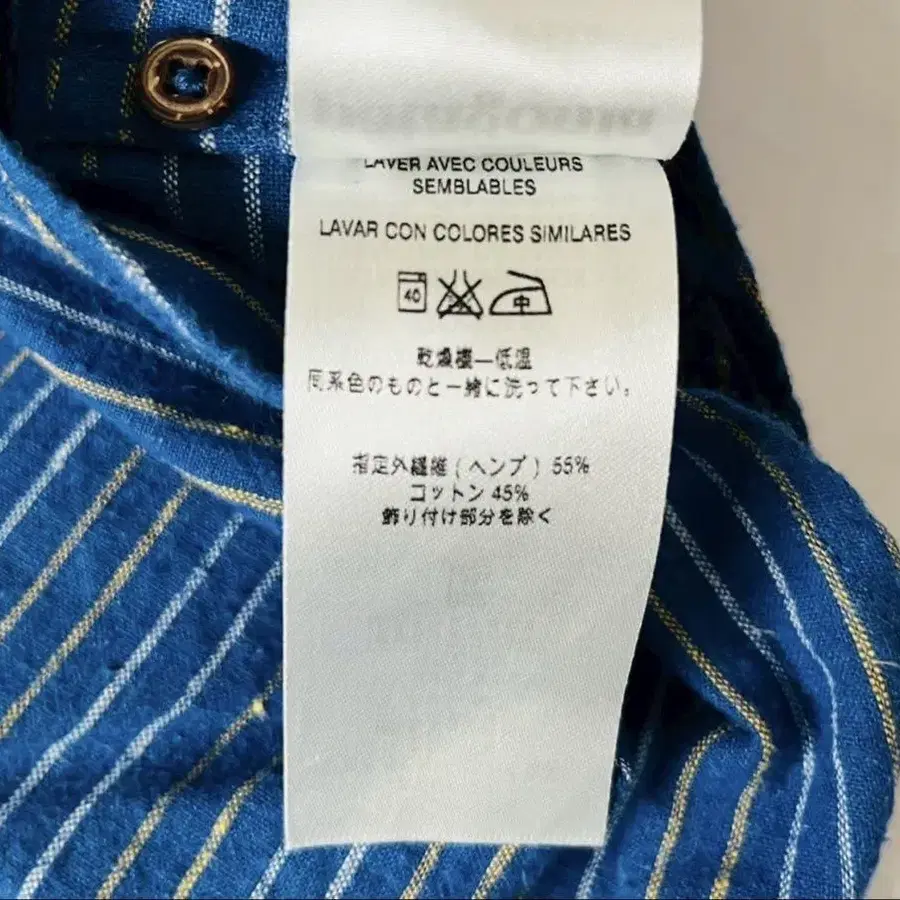 LAVER AVEC COULEURS
SEMBLABLES
LAVAR CON COLORES SIMILARES
40 中
乾燥機—低温
同系色のものと一緒に洗って下さい。
指定外繊維(ヘンプ) 55%
コットン 45%
飾り付け部分を除く